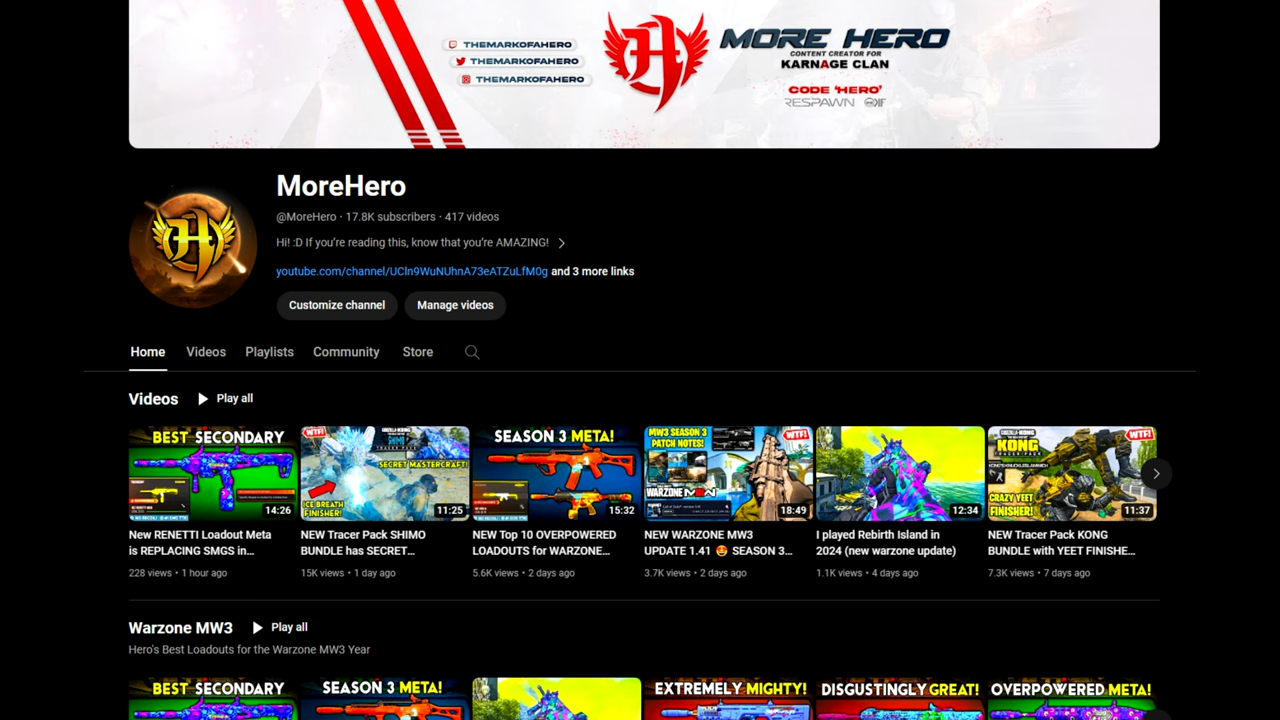 THEMARKOFAHERO
THEMARKOFAHERO
THEMARKOFAHERO
MORE HERO
CONTENT CREATOR FOR
KARNAGE CLAN
CODE 'HERO'
RESPAWN
MoreHero
@MoreHero · 17.8K subscribers · 417 videos
Hi! :D If you're reading this, know that you're AMAZING!
youtube.com/channel/UCln9WuNUhnA73eATZuLfM0g and 3 more links
Customize channel Manage videos
Home Videos Playlists Community Store
Videos Play all
BEST SECONDARY
14:26
WTF!
SECRET MASTERCRAFT!
ICE BREATH
FINISHER!
11:25
SEASON 3 META!
15:32
MW3 SEASON 3
PATCH NOTES!
WTF!
WARZONE
18:49
12:34
WTF!
KONG
TRACER PACK
CRAZY YEET
FINISHER!
11:37
New RENETTI Loadout Meta
is REPLACING SMGS in...
228 views • 1 hour ago
NEW Tracer Pack SHIMO
BUNDLE has SECRET...
15K views • 1 day ago
NEW Top 10 OVERPOWERED
LOADOUTS for WARZONE...
5.6K views • 2 days ago
NEW WARZONE MW3
UPDATE 1.41 🤩 SEASON 3...
3.7K views • 2 days ago
I played Rebirth Island in
2024 (new warzone update)
1.1K views • 4 days ago
NEW Tracer Pack KONG
BUNDLE with YEET FINISHE...
7.3K views • 7 days ago
Warzone MW3 Play all
Hero's Best Loadouts for the Warzone MW3 Year
BEST SECONDARY
SEASON 3 META!
EXTREMELY MIGHTY!
DISGUSTINGLY GREAT!
OVERPOWERED META!